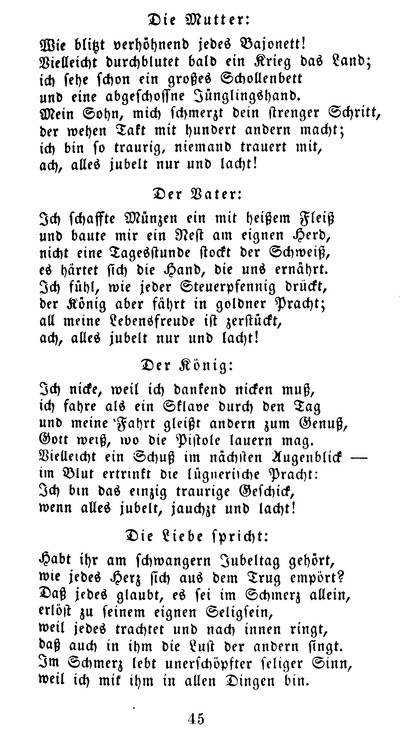 Die Mutter:
Wie blitzt verhöhnend jedes Bajonett!
Vielleicht durchblutet bald ein Krieg das Land;
ich sehe schon ein großes Schollenbett
und eine abgeschossne Jünglingshand.
Mein Sohn, mich schmerzt dein strenger Schritt,
der wehen Takt mit hundert andern macht;
ich bin so traurig, niemand trauert mit,
ach, alles jubelt nur und lacht!
Der Vater:
Ich schaffte Münzen ein mit heißem Fleiß
und baute mir ein Nest am eignen Herd,
nicht eine Tagesstunde stockt der Schweiß,
es härtet sich die Hand, die uns ernährt.
Ich fühl, wie jeder Steuerpfennig drückt,
der König aber fährt in goldner Pracht;
all meine Lebensfreude ist zerstückt,
ach, alles jubelt nur und lacht!
Der König:
Ich nicke, weil ich dankend nicken muß,
ich fahre als ein Sklave durch den Tag
und meine Fahrt gleißt andern zum Genuß,
Gott weiß, wo die Pistole lauern mag.
Vielleicht ein Schuß im nächsten Augenblick —
im Blut ertrinkt die lügnerische Pracht:
Ich bin das einzig traurige Geschick,
wenn alles jubelt, jauchzt und lacht!
Die Liebe spricht:
Habt ihr am schwangern Jubeltag gehört,
wie jedes Herz sich aus dem Trug empört?
Daß jedes glaubt, es sei im Schmerz allein,
erlöst zu seinem eignen Seligsein,
weil jedes trachtet und nach innen ringt,
daß auch in ihm die Lust der andern singt.
Im Schmerz lebt unerschöpfter seliger Sinn,
weil ich mit ihm in allen Dingen bin.
45